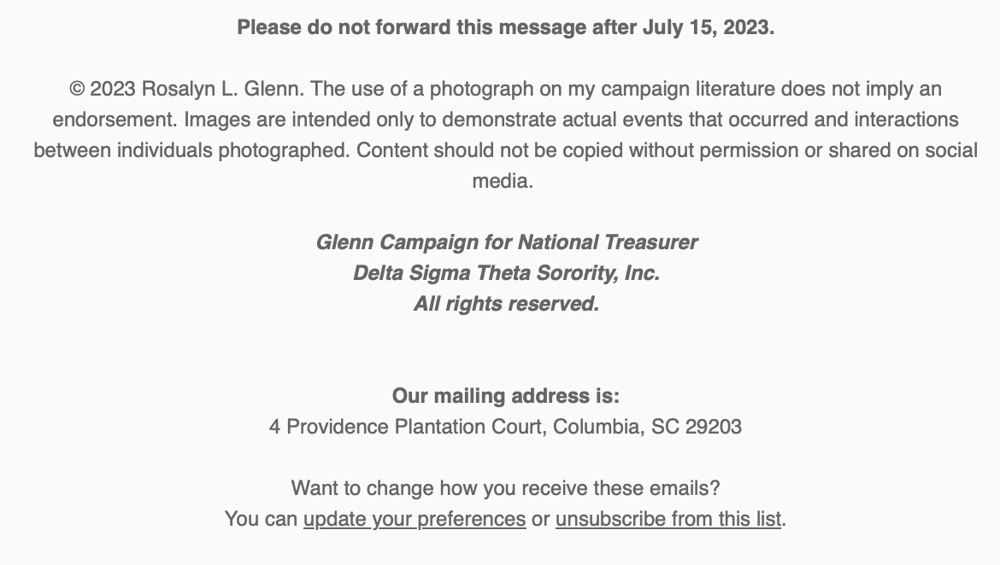 Please do not forward this message after July 15, 2023.
© 2023 Rosalyn L. Glenn. The use of a photograph on my campaign literature does not imply an
endorsement. Images are intended only to demonstrate actual events that occurred and interactions
between individuals photographed. Content should not be copied without permission or shared on social
media.
Glenn Campaign for National Treasurer
Delta Sigma Theta Sorority, Inc.
All rights reserved.
Our mailing address is:
4 Providence Plantation Court, Columbia, SC 29203
Want to change how you receive these emails?
You can update your preferences or unsubscribe from this list.